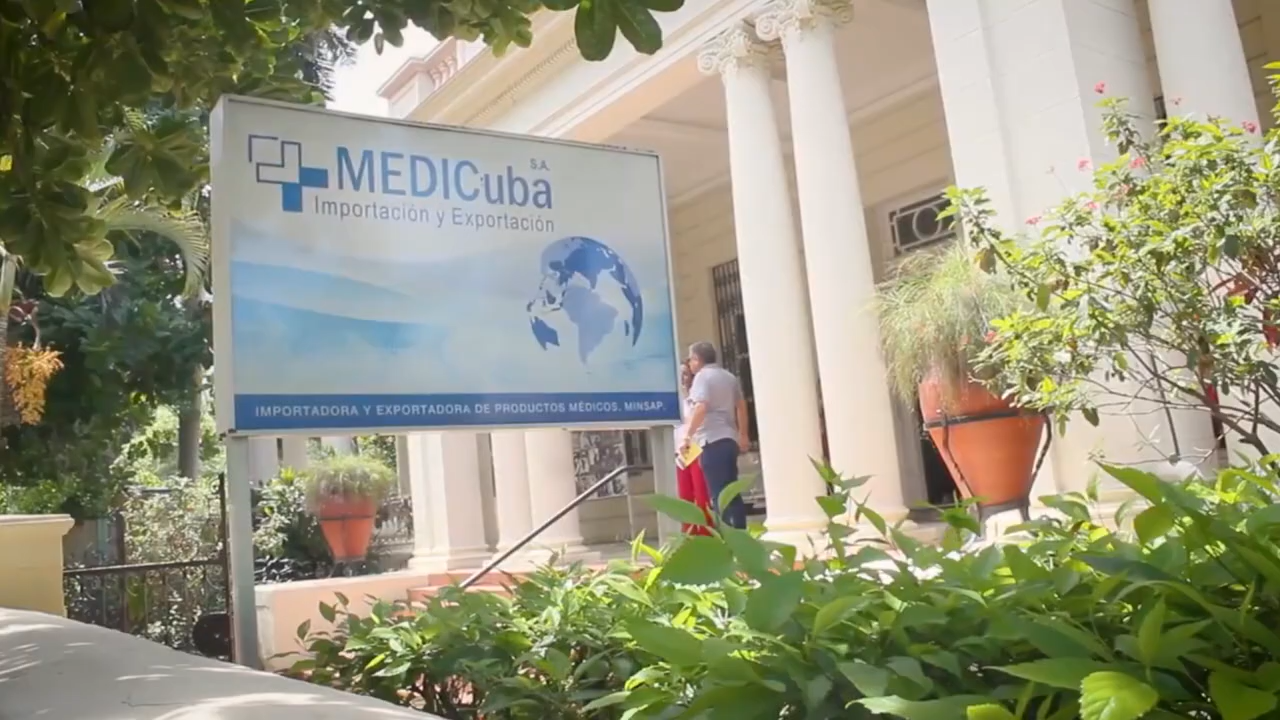 MEDICuba S.A.
Importación y Exportación
IMPORTADORA Y EXPORTADORA DE PRODUCTOS MÉDICOS. MINSAP.